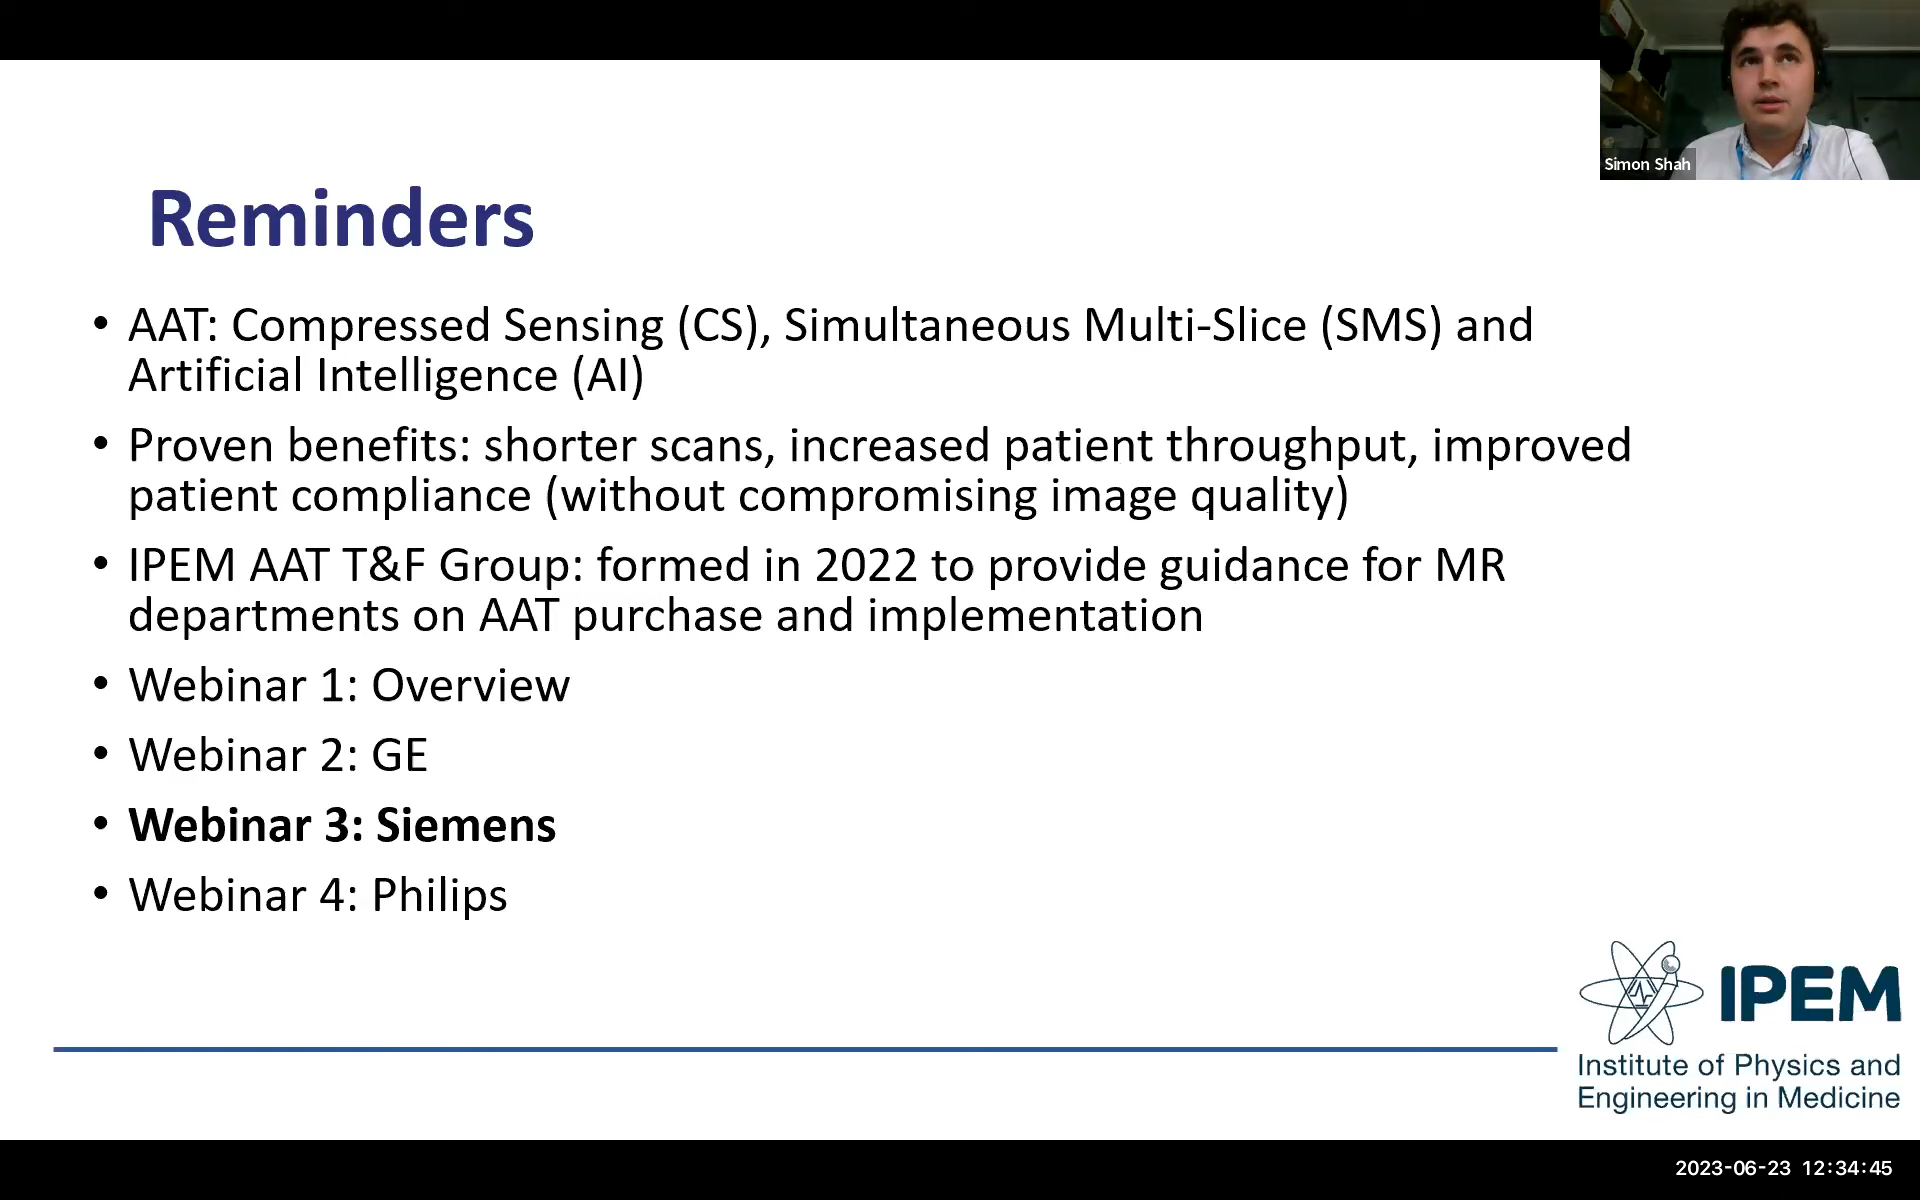 Simon Shah
Reminders
• AAT: Compressed Sensing (CS), Simultaneous Multi-Slice (SMS) and
Artificial Intelligence (AI)
• Proven benefits: shorter scans, increased patient throughput, improved
patient compliance (without compromising image quality)
• IPEM AAT T&F Group: formed in 2022 to provide guidance for MR
departments on AAT purchase and implementation
• Webinar 1: Overview
• Webinar 2: GE
• Webinar 3: Siemens
• Webinar 4: Philips
IPEM
Institute of Physics and
Engineering in Medicine
2023-06-23 12:34:45